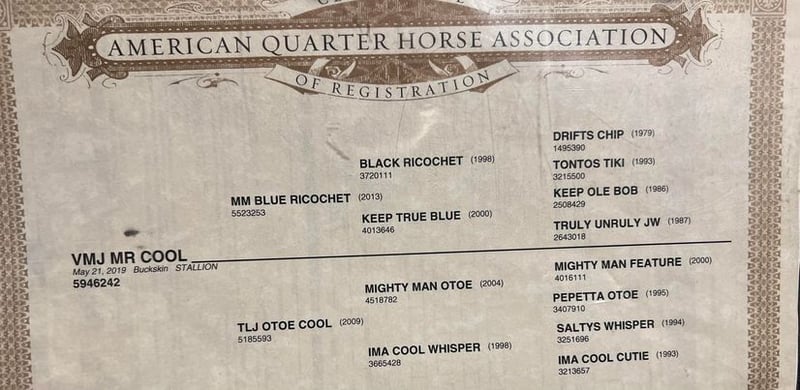 AMERICAN QUARTER HORSE ASSOCIATION
OF REGISTRATION
DRIFTS CHIP (1979)
1495390
BLACK RICOCHET (1998)
3720111
TONTOS TIKI (1993)
3215500
MM BLUE RICOCHET (2013)
5523253
KEEP OLE BOB (1986)
2508429
KEEP TRUE BLUE (2000)
4013646
TRULY UNRULY JW (1987)
2643018
VMJ MR COOL
May 21, 2019 Buckskin STALLION
5946242
MIGHTY MAN FEATURE (2000)
4016111
MIGHTY MAN OTOE (2004)
4518782
PEPETTA OTOE (1995)
3407910
TLJ OTOE COOL (2009)
5185593
SALTYS WHISPER (1994)
3251696
IMA COOL WHISPER (1998)
3665428
IMA COOL CUTIE (1993)
3213657